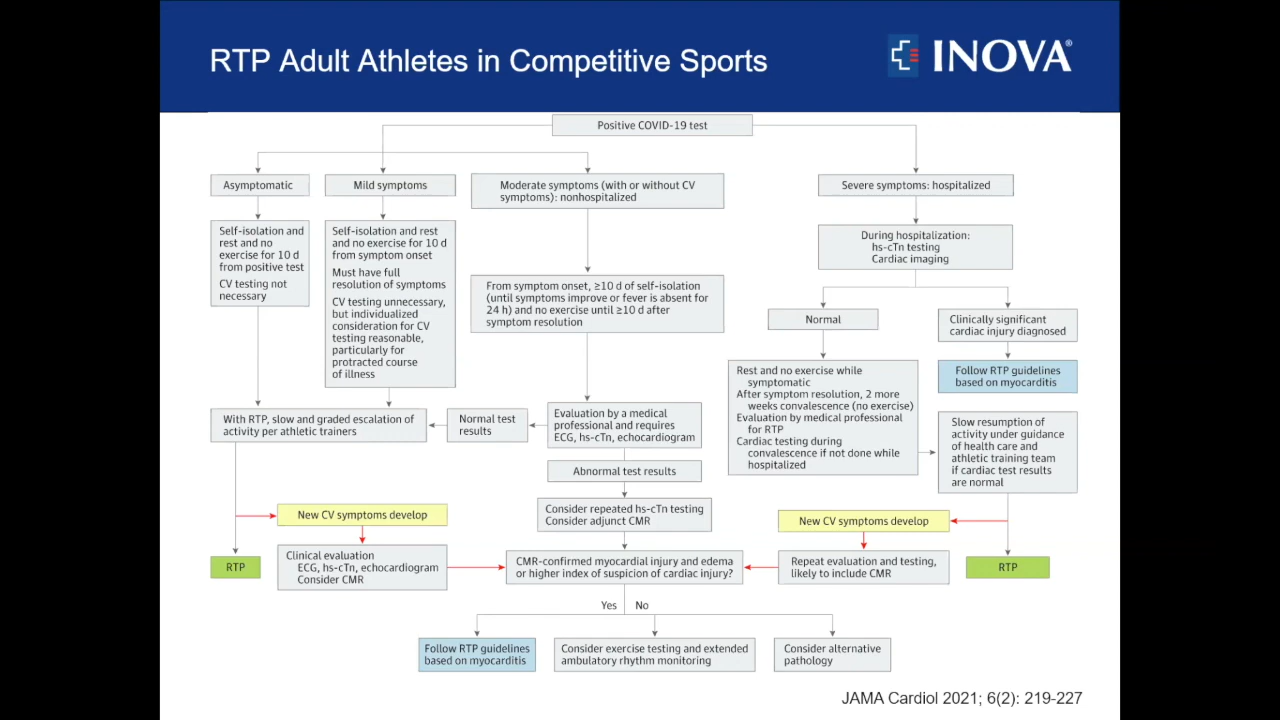 RTP Adult Athletes in Competitive Sports
INOVA®
Positive COVID-19 test
Asymptomatic
Mild symptoms
Moderate symptoms (with or without CV
symptoms): nonhospitalized
Severe symptoms: hospitalized
Self-isolation and
rest and no
exercise for 10 d
from positive test
CV testing not
necessary
Self-isolation and rest
and no exercise for 10 d
from symptom onset
Must have full
resolution of symptoms
CV testing unnecessary,
but individualized
consideration for CV
testing reasonable,
particularly for
protracted course
of illness
From symptom onset, ≥10 d of self-isolation
(until symptoms improve or fever is absent for
24 h) and no exercise until ≥10 d after
symptom resolution
During hospitalization:
hs-cTn testing
Cardiac imaging
Normal
Clinically significant
cardiac injury diagnosed
Rest and no exercise while
symptomatic
After symptom resolution, 2 more
weeks convalescence (no exercise)
Evaluation by medical professional
for RTP
Cardiac testing during
convalescence if not done while
hospitalized
Follow RTP guidelines
based on myocarditis
With RTP, slow and graded escalation of
activity per athletic trainers
Normal test
results
Evaluation by a medical
professional and requires
ECG, hs-cTn, echocardiogram
Slow resumption of
activity under guidance
of health care and
athletic training team
if cardiac test results
are normal
Abnormal test results
Consider repeated hs-cTn testing
Consider adjunct CMR
New CV symptoms develop
New CV symptoms develop
RTP
Clinical evaluation
ECG, hs-cTn, echocardiogram
Consider CMR
CMR-confirmed myocardial injury and edema
or higher index of suspicion of cardiac injury?
Repeat evaluation and testing,
likely to include CMR
RTP
Yes
No
Follow RTP guidelines
based on myocarditis
Consider exercise testing and extended
ambulatory rhythm monitoring
Consider alternative
pathology
JAMA Cardiol 2021; 6(2): 219-227